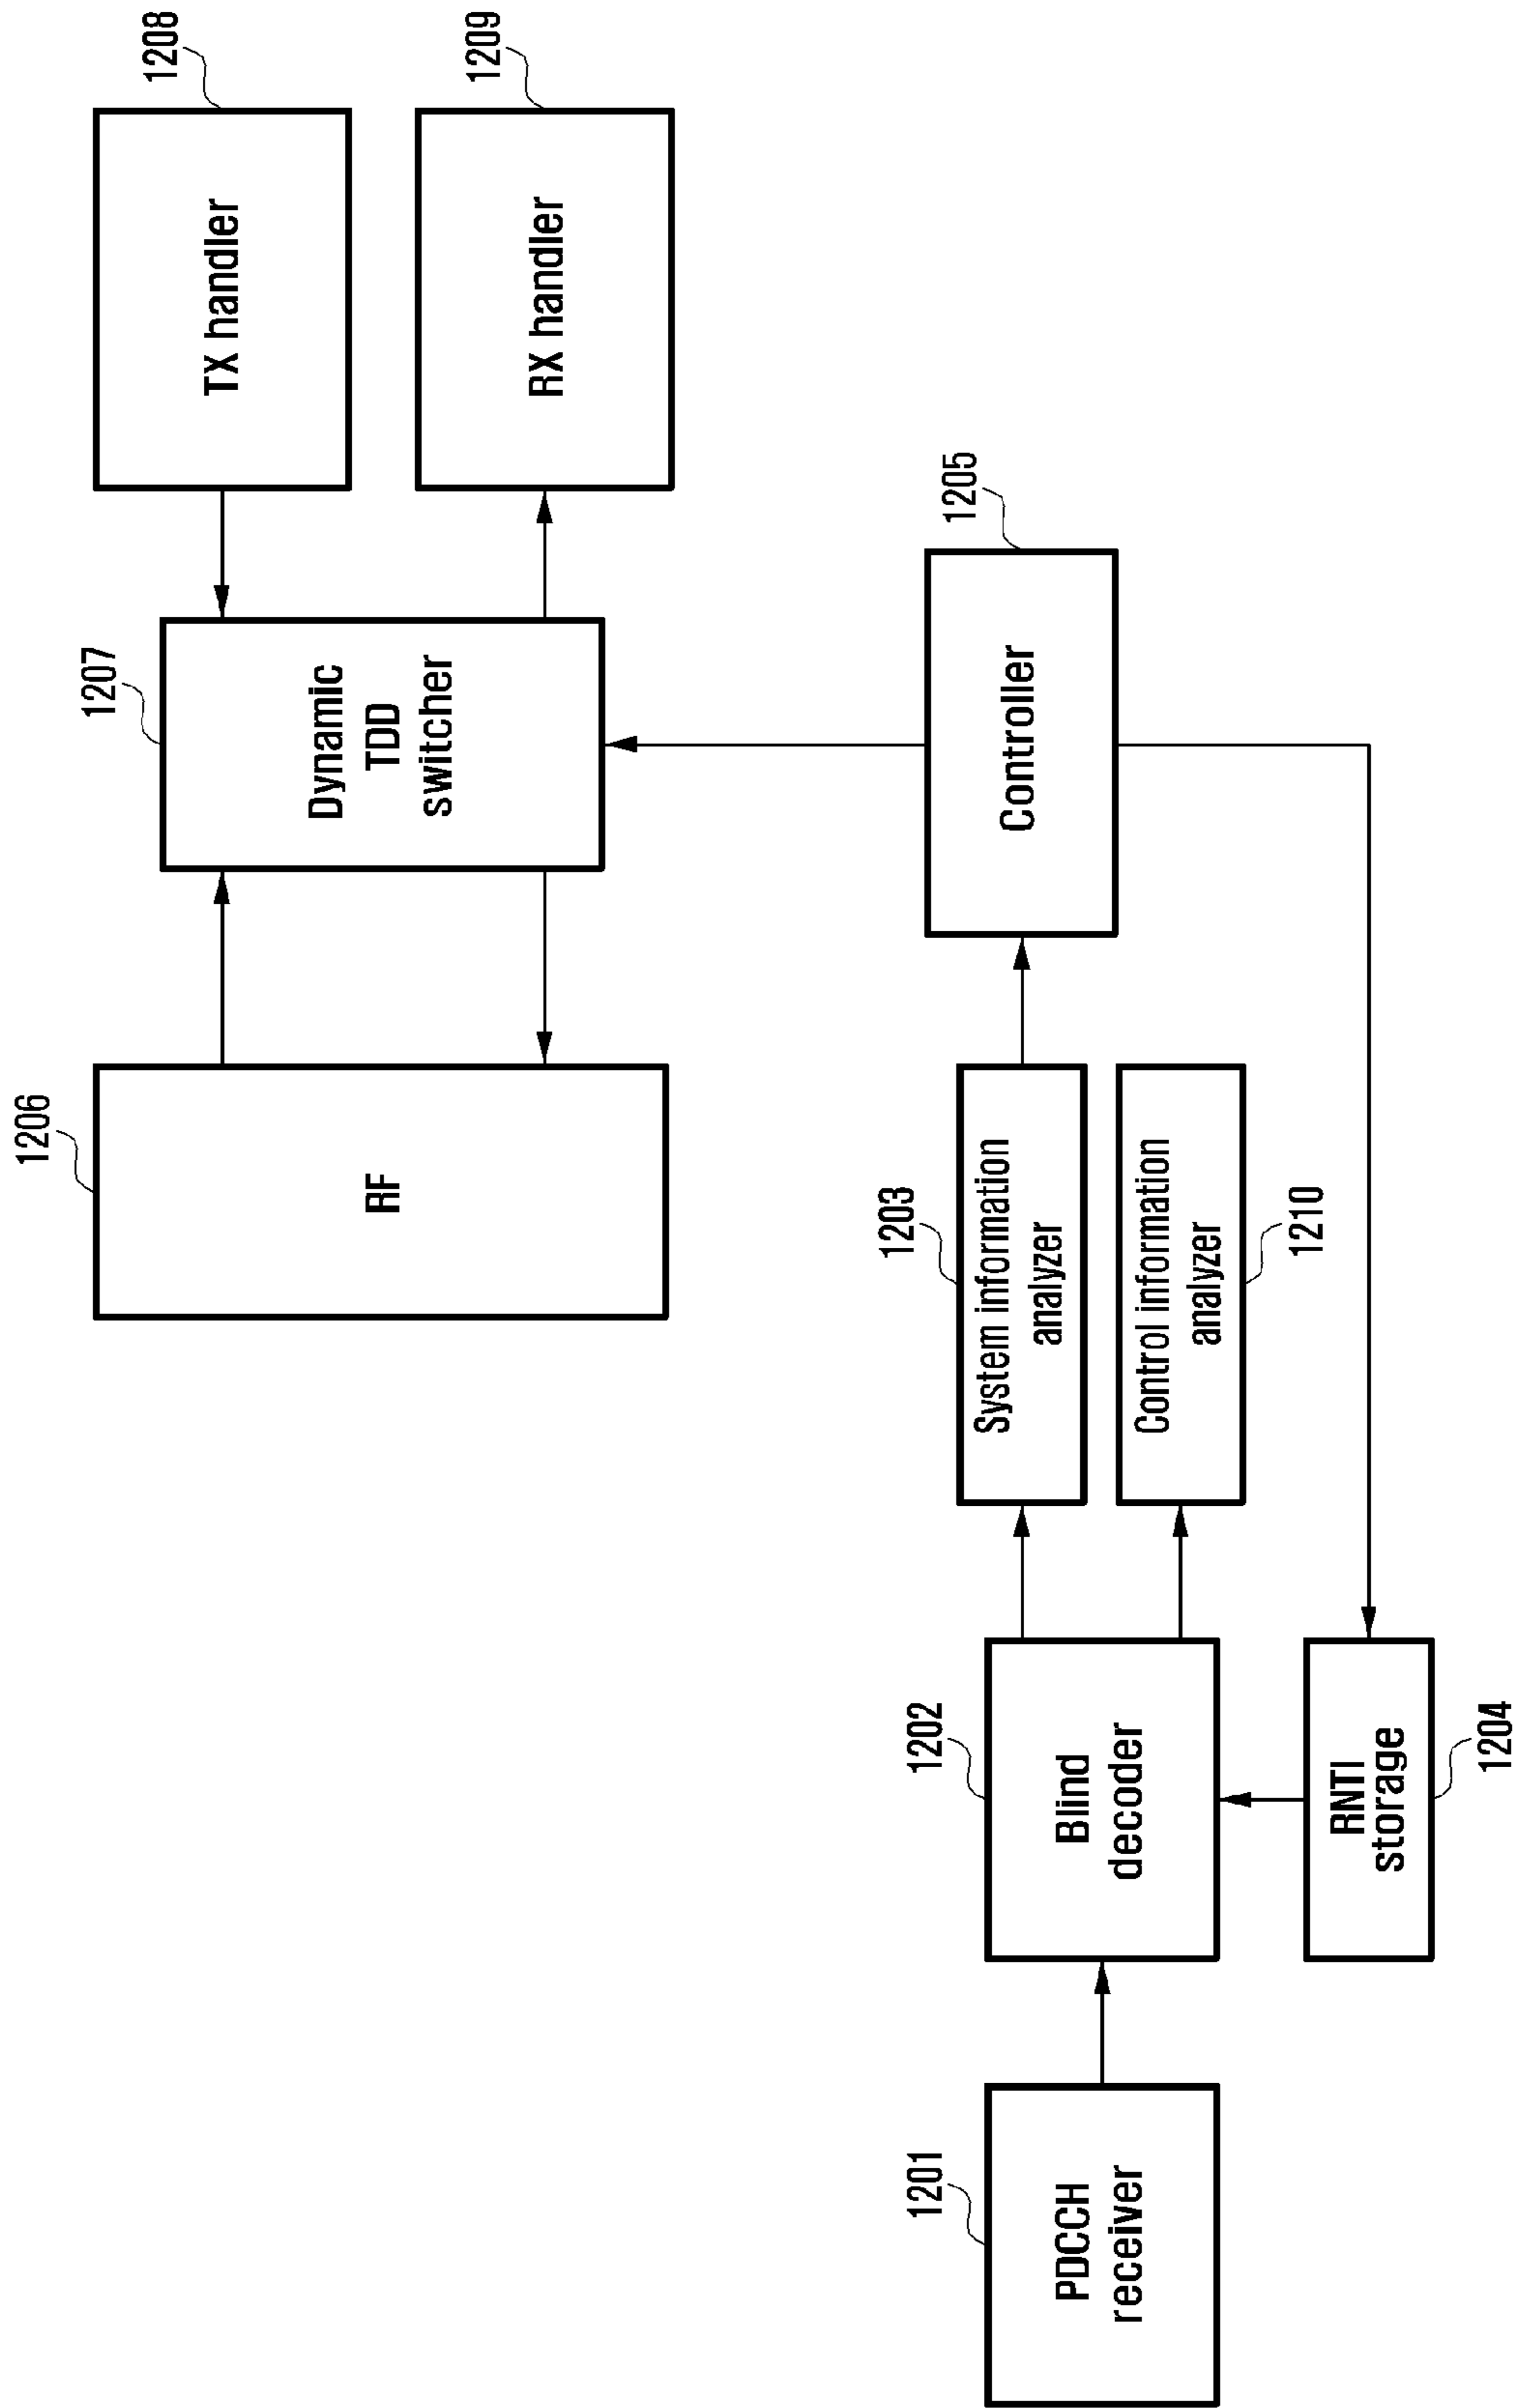 1206
RF
1207
Dynamic
TDD
switcher
1208
TX handler
1209
RX handler
1201
PDCCH
receiver
1202
Blind
decoder
1203
System information
analyzer
Control information
analyzer
1210
1205
Controller
RNTI
storage
1204